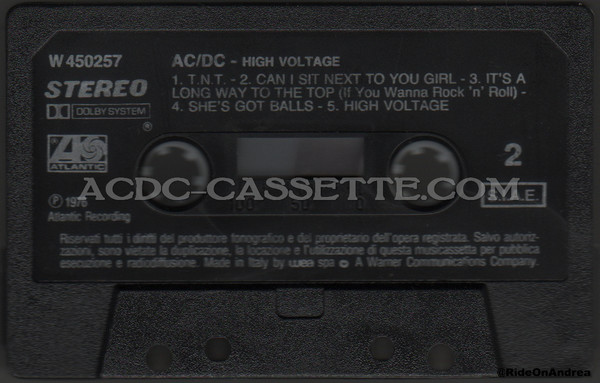 W 450257
AC/DC - HIGH VOLTAGE
STEREO
1. T.N.T. - 2. CAN I SIT NEXT TO YOU GIRL - 3. IT'S A
LONG WAY TO THE TOP (If You Wanna Rock 'n' Roll) -
4. SHE'S GOT BALLS - 5. HIGH VOLTAGE
DOLBY SYSTEM
®
ATLANTIC
2
ACDC-CASSETTE.COM
S.I.A.E.
Ⓟ 1976
Atlantic Recording
Riservati tutti i diritti del produttore fonografico e del proprietario dell'opera registrata. Salvo autoriz-
zazioni, sono vietate la duplicazione, la locazione e l'utilizzazione di questa musicassetta per pubblica
esecuzione e radiodiffusione. Made in Italy by wea spa A Warner Communications Company.
@RideOnAndrea